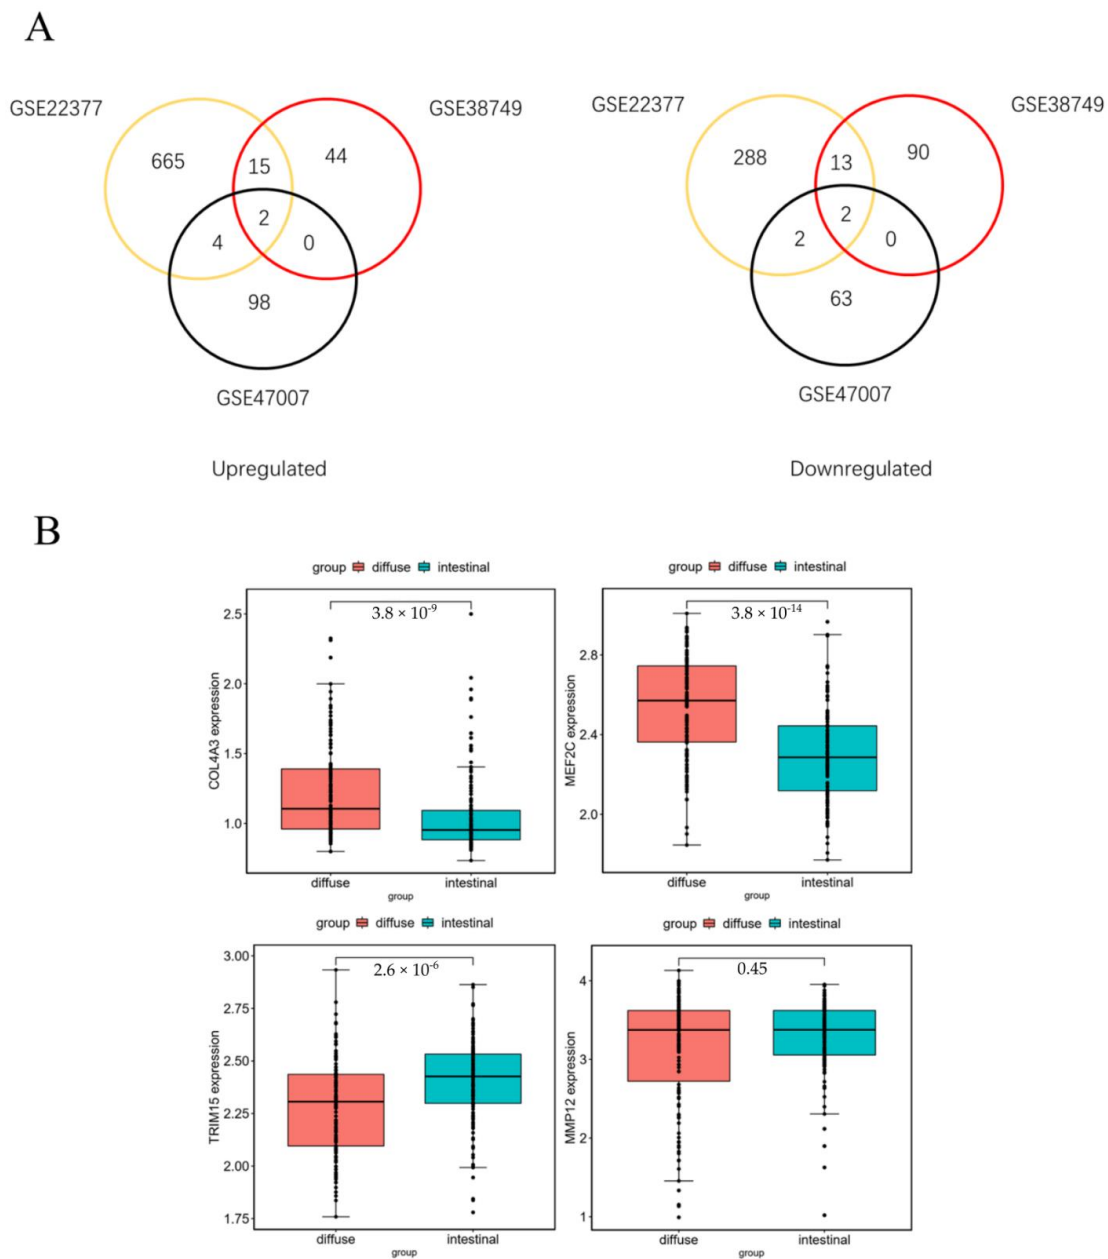 A
GSE22377
GSE38749
665
15
44
2
4
0
98
GSE47007
Upregulated
GSE22377
GSE38749
288
13
90
2
2
0
63
GSE47007
Downregulated
B
group diffuse intestinal
3.8 × 10-9
2.5
2.0
1.5
1.0
COL4A3 expression
diffuse intestinal
group
group diffuse intestinal
3.8 × 10-14
2.8
2.4
2.0
MEF2C expression
diffuse intestinal
group
group diffuse intestinal
2.6 × 10-6
3.00
2.75
2.50
2.25
2.00
1.75
TRIM15 expression
diffuse intestinal
group
group diffuse intestinal
0.45
4
3
2
1
MMP12 expression
diffuse intestinal
group